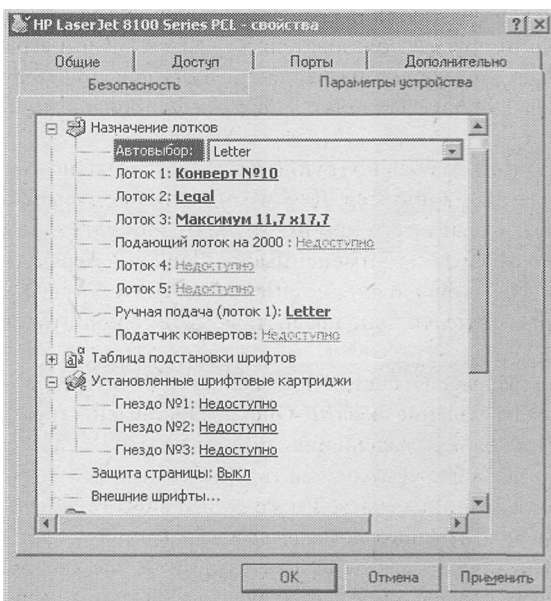 HP LaserJet 8100 Series PCL - свойства
? ×
Общие Доступ Порты Дополнительно
Безопасность Параметры устройства
Назначение лотков
Автовыбор: Letter
Лоток 1: Конверт №10
Лоток 2: Legal
Лоток 3: Максимум 11,7 x17,7
Подающий лоток на 2000 : Недоступно
Лоток 4: Недоступно
Лоток 5: Недоступно
Ручная подача (лоток 1): Letter
Податчик конвертов: Недоступно
Таблица подстановки шрифтов
Установленные шрифтовые картриджи
Гнездо №1: Недоступно
Гнездо №2: Недоступно
Гнездо №3: Недоступно
Защита страницы: Выкл
Внешние шрифты...
OK Отмена Применить